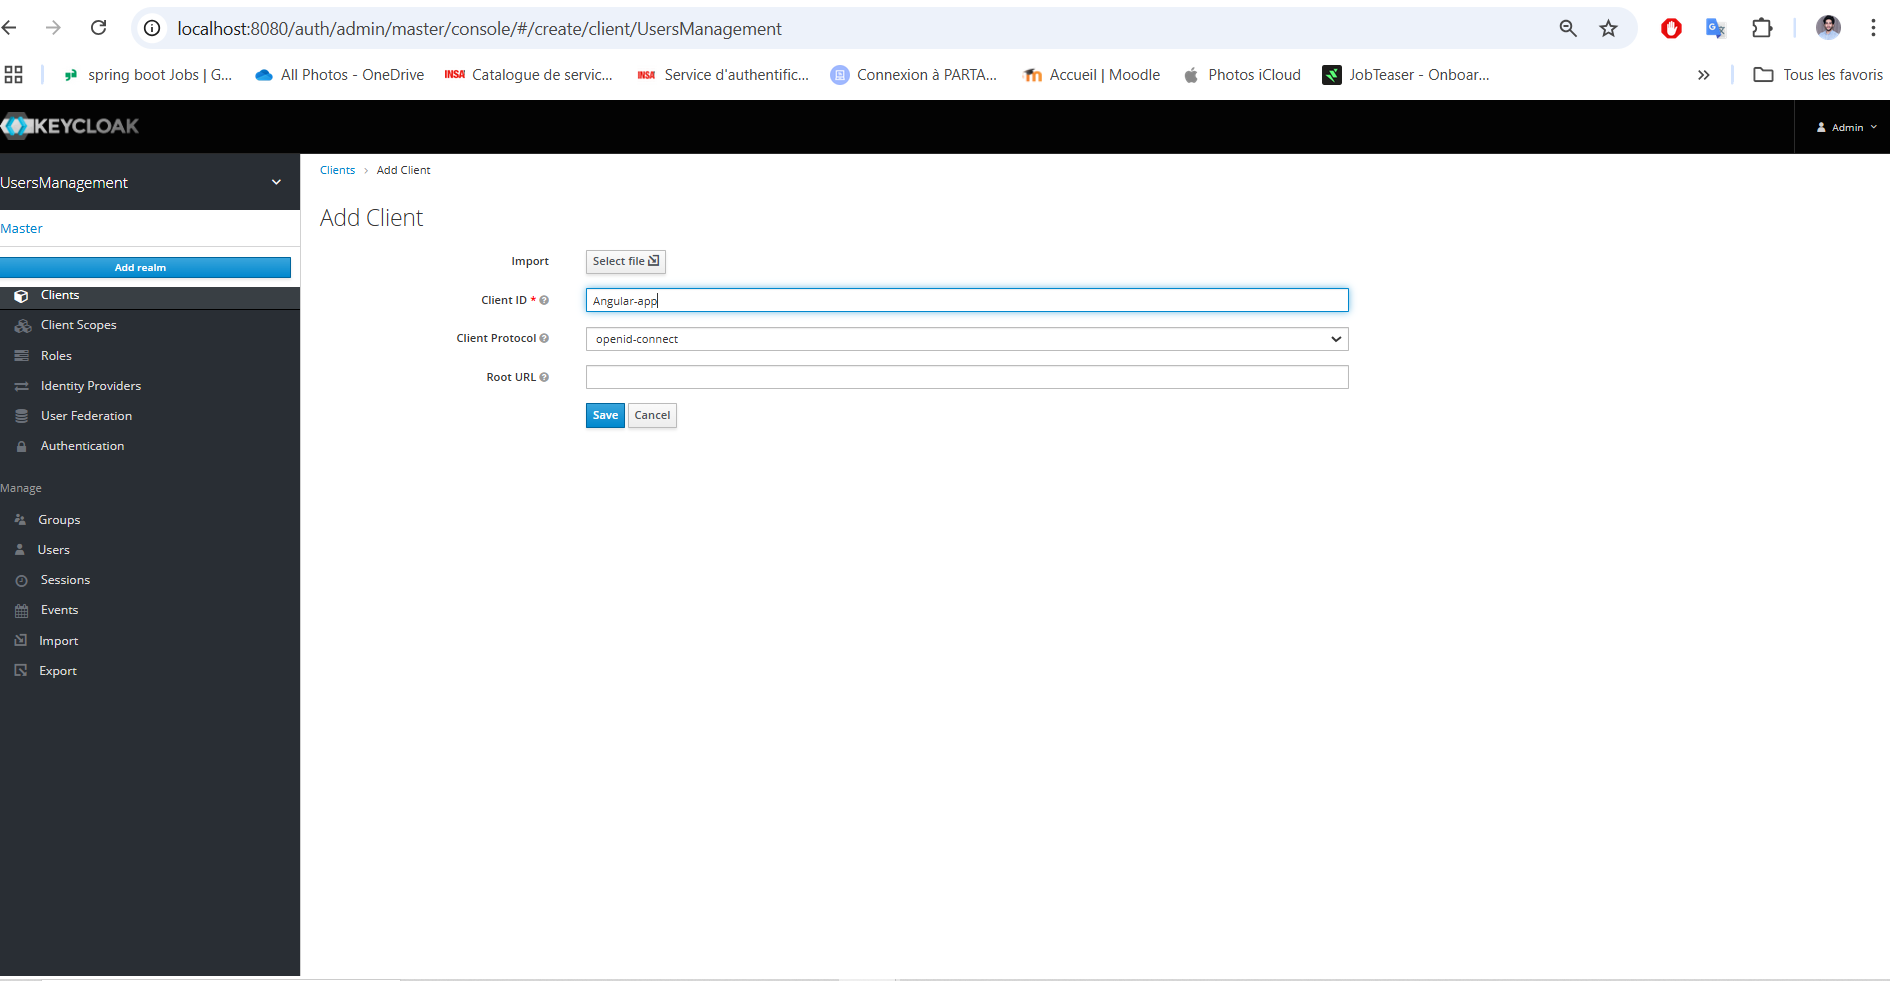 localhost:8080/auth/admin/master/console/#/create/client/UsersManagement
spring boot Jobs | G... All Photos - OneDrive INSA Catalogue de servic... INSA Service d'authentific... Connexion à PARTA... Accueil | Moodle Photos iCloud JobTeaser - Onboar... » Tous les favoris
KEYCLOAK
Admin
UsersManagement
Master
Add realm
Clients
Client Scopes
Roles
Identity Providers
User Federation
Authentication
Manage
Groups
Users
Sessions
Events
Import
Export
Clients > Add Client
Add Client
Import Select file
Client ID * Angular-app
Client Protocol openid-connect
Root URL
Save Cancel